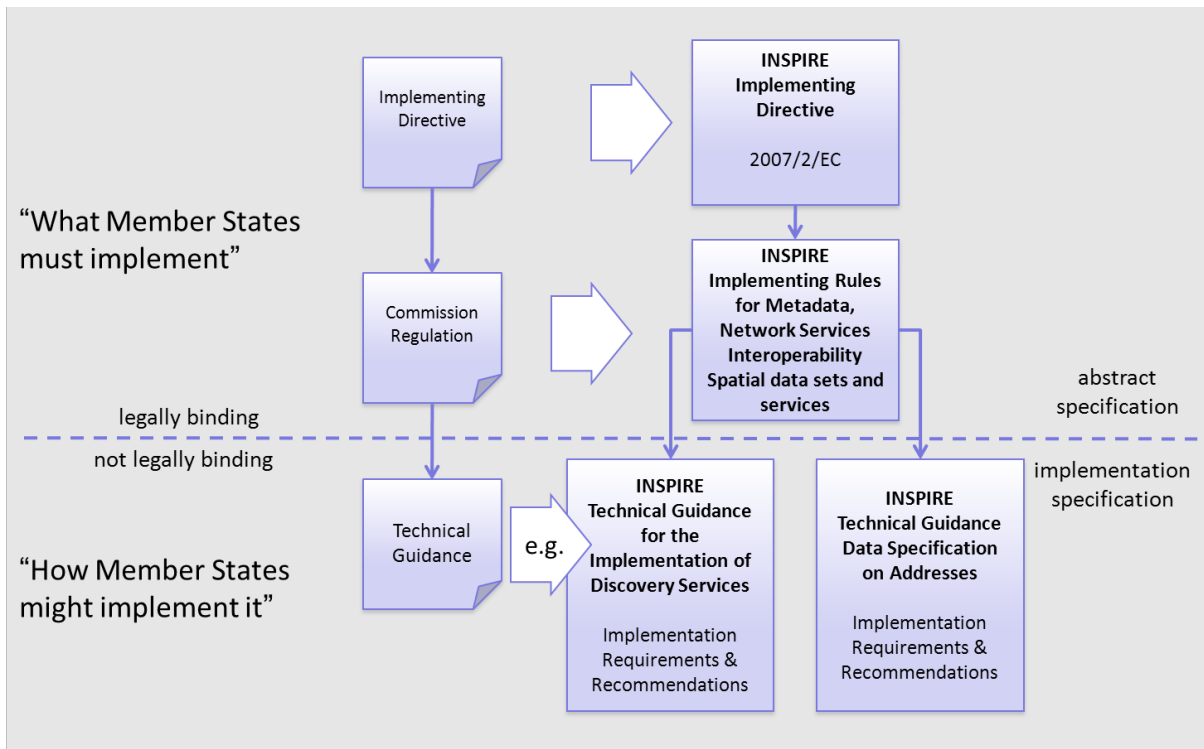 Implementing
Directive
INSPIRE
Implementing
Directive
2007/2/EC
“What Member States
must implement”
Commission
Regulation
INSPIRE
Implementing Rules
for Metadata,
Network Services
Interoperability
Spatial data sets and
services
abstract
specification
legally binding
not legally binding
implementation
specification
“How Member States
might implement it”
Technical
Guidance
e.g.
INSPIRE
Technical Guidance
for the
Implementation of
Discovery Services
Implementation
Requirements &
Recommendations
INSPIRE
Technical Guidance
Data Specification
on Addresses
Implementation
Requirements &
Recommendations